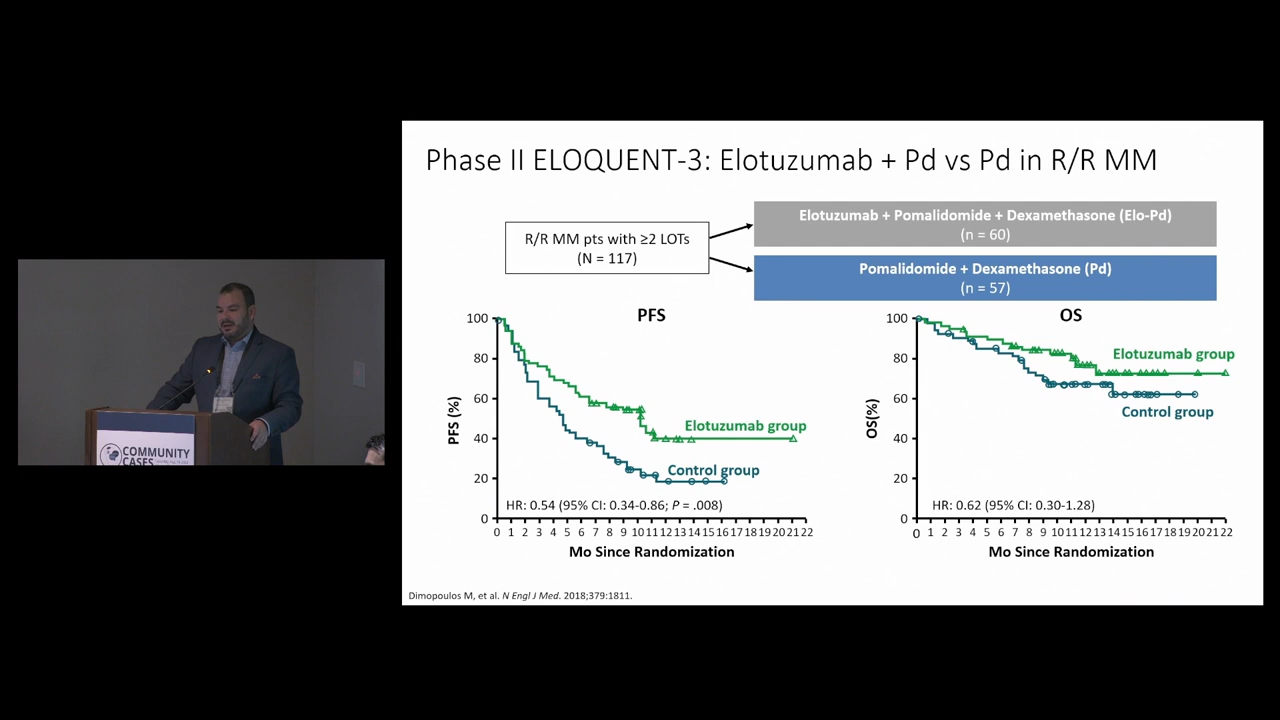 Phase II ELOQUENT-3: Elotuzumab + Pd vs Pd in R/R MM
R/R MM pts with ≥2 LOTs
(N = 117)
Elotuzumab + Pomalidomide + Dexamethasone (Elo-Pd)
(n = 60)
Pomalidomide + Dexamethasone (Pd)
(n = 57)
PFS
100
80
60
40
20
0
PFS (%)
Elotuzumab group
Control group
HR: 0.54 (95% CI: 0.34-0.86; P = .008)
0 1 2 3 4 5 6 7 8 9 10 11 12 13 14 15 16 17 18 19 20 21 22
Mo Since Randomization
OS
100
80
60
40
20
0
OS(%)
Elotuzumab group
Control group
HR: 0.62 (95% CI: 0.30-1.28)
0 1 2 3 4 5 6 7 8 9 10 11 12 13 14 15 16 17 18 19 20 21 22
Mo Since Randomization
Dimopoulos M, et al. N Engl J Med. 2018;379:1811.
COMMUNITY
CASES